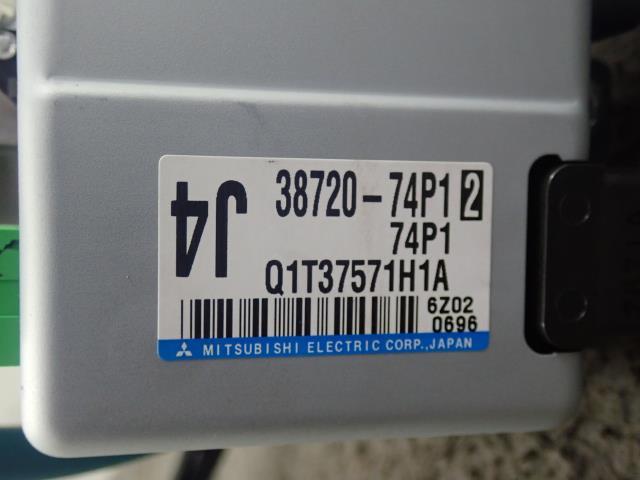 J4
38720-74P1 2
74P1
Q1T37571H1A
6Z02
0696
MITSUBISHI ELECTRIC CORP.,JAPAN